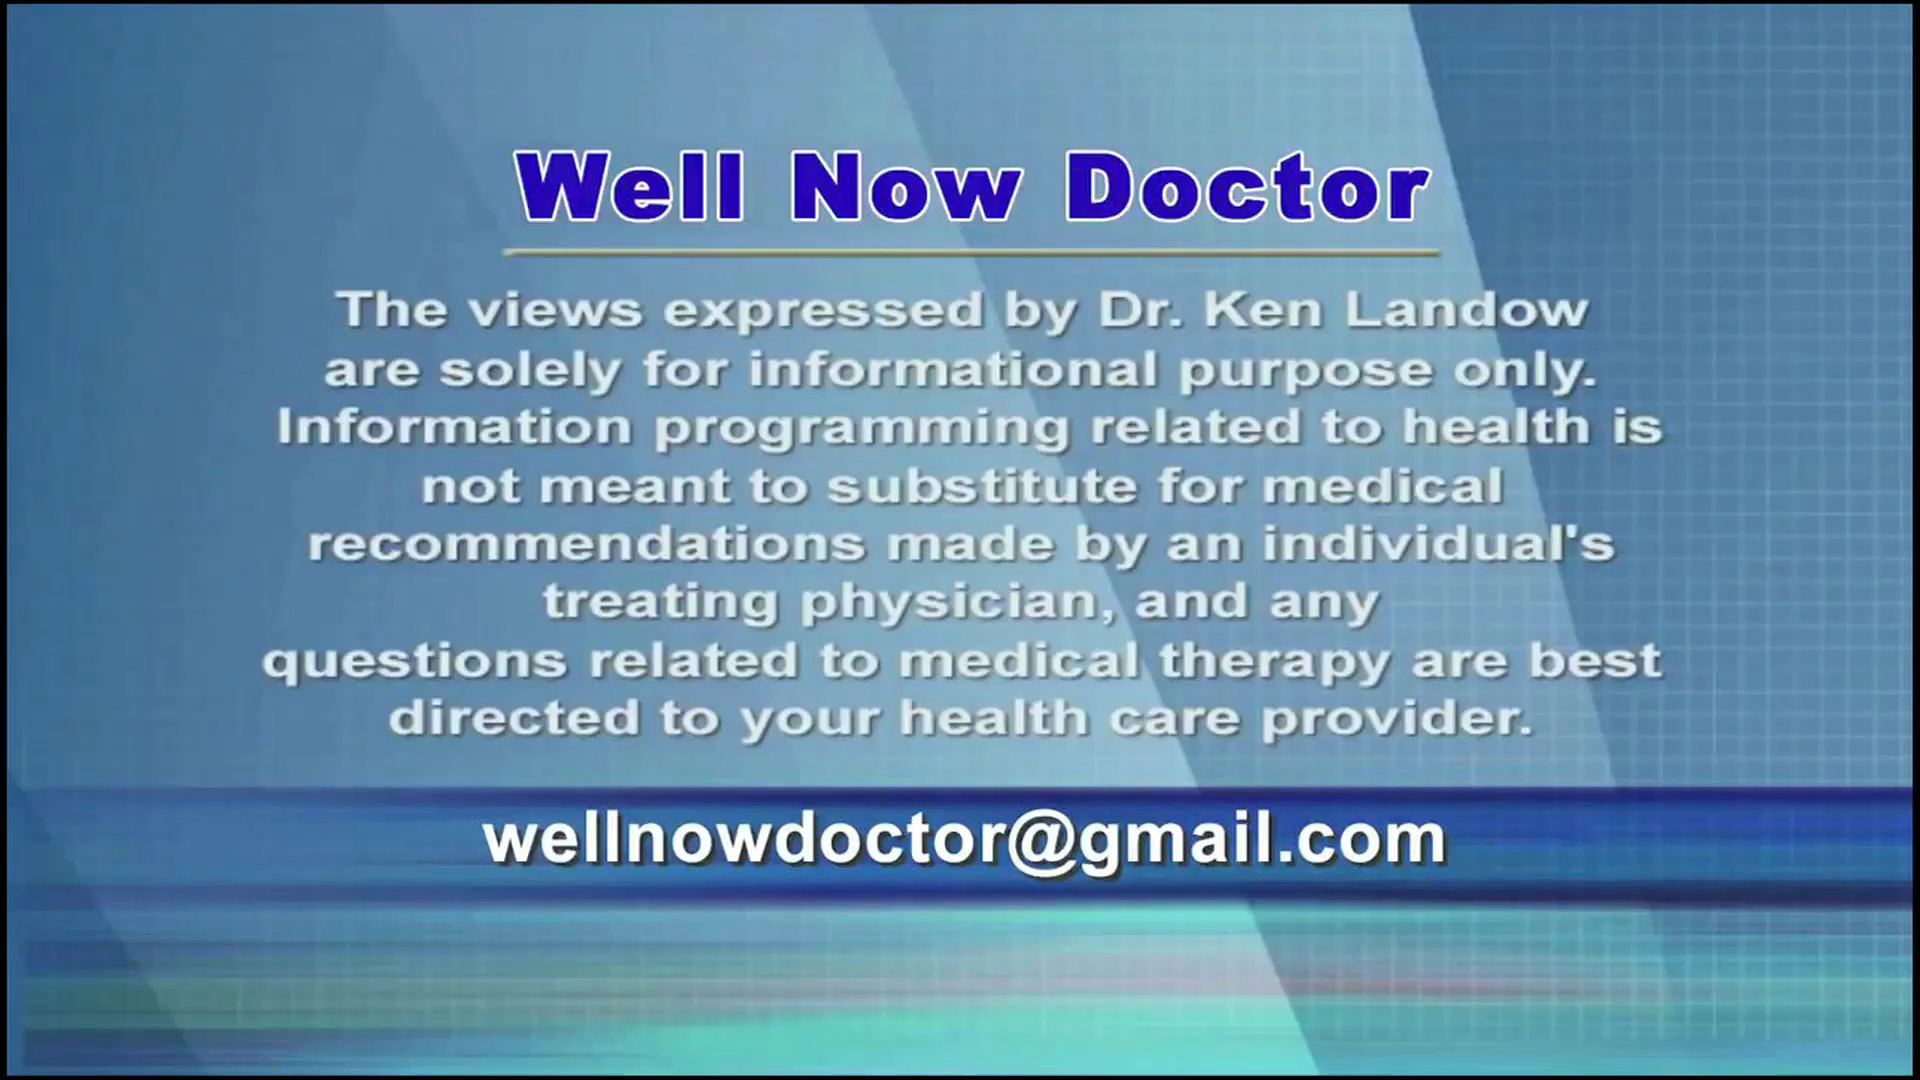 Well Now Doctor
The views expressed by Dr. Ken Landow
are solely for informational purpose only.
Information programming related to health is
not meant to substitute for medical
recommendations made by an individual's
treating physician, and any
questions related to medical therapy are best
directed to your health care provider.
wellnowdoctor@gmail.com